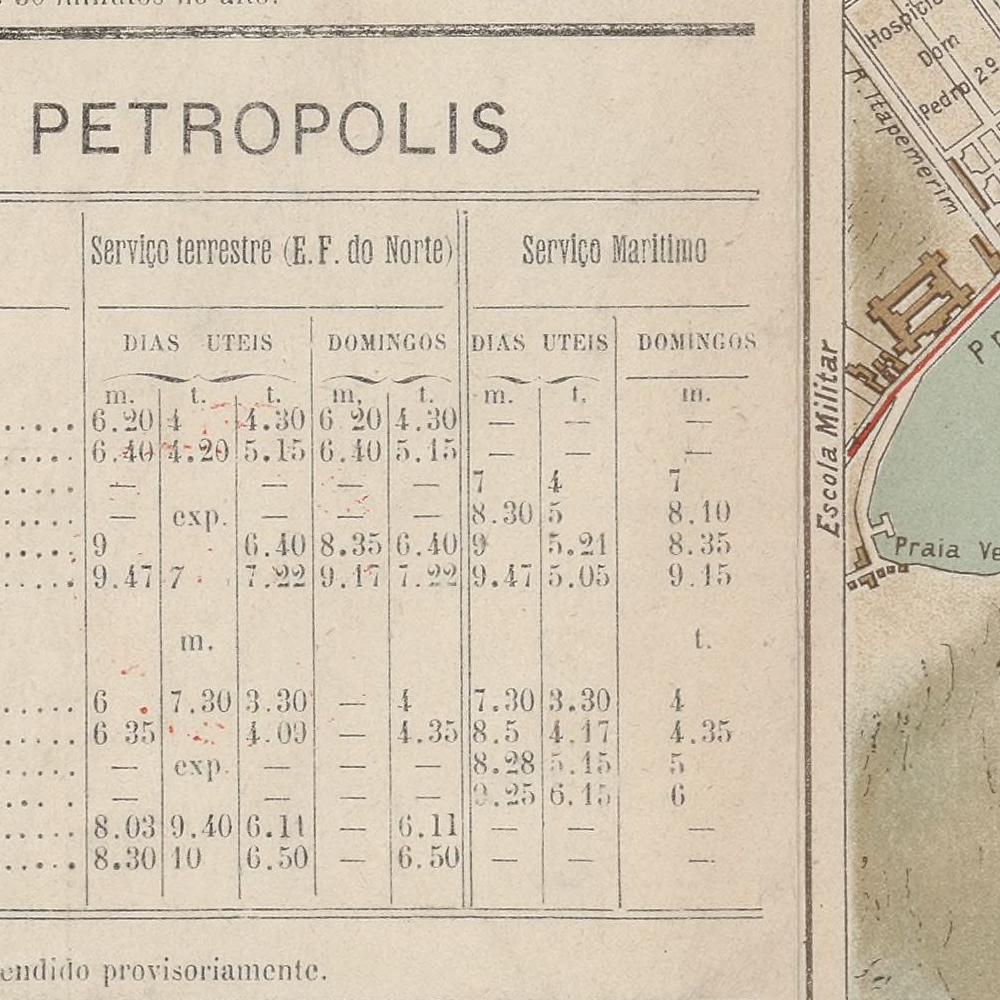 PETROPOLIS
Serviço terrestre (E. F. do Norte) Serviço Maritimo
DIAS UTEIS DOMINGOS DIAS UTEIS DOMINGOS
m. t. t. m, t. m. t, m.
..... 6.20 4 4.30 6 20 4.30 — — —
..... 6.40 4.20 5.15 6.40 5.15 — — —
..... — — — — 7 4 7
..... — exp. — — — 8.30 5 8.10
..... 9 6.40 8.35 6.40 9 5.21 8.35
..... 9.47 7 7.22 9.17 7.22 9.47 5.05 9.15
m. t.
..... 6 7.30 3.30 — 4 7.30 3.30 4
..... 6 35 4.09 — 4.35 8.5 4.17 4.35
..... — exp. — — — 8.28 5.15 5
.... — — — — 9.25 6.15 6
..... 8.03 9.40 6.11 — 6.11 — — —
..... 8.30 10 6.50 — 6.50 — — —
endido provisoriamente.
Hospicio
Dom
Pedro 2º
R. Itapemerim
Escola Militar
Pr
Praia Ve